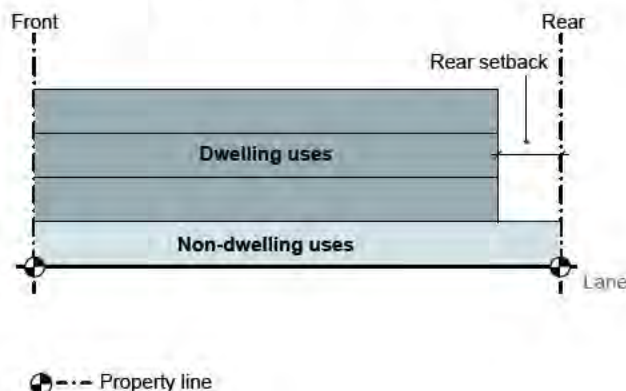 Front
Rear
Rear setback
Dwelling uses
Non-dwelling uses
Lane
Property line